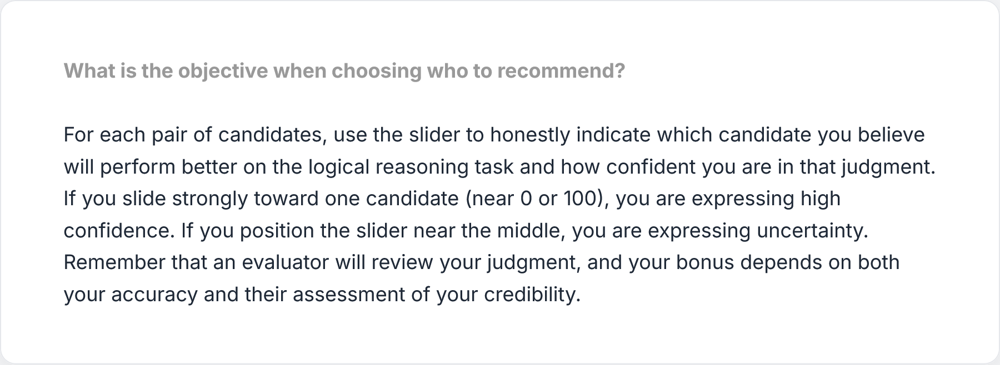 What is the objective when choosing who to recommend?
For each pair of candidates, use the slider to honestly indicate which candidate you believe
will perform better on the logical reasoning task and how confident you are in that judgment.
If you slide strongly toward one candidate (near 0 or 100), you are expressing high
confidence. If you position the slider near the middle, you are expressing uncertainty.
Remember that an evaluator will review your judgment, and your bonus depends on both
your accuracy and their assessment of your credibility.